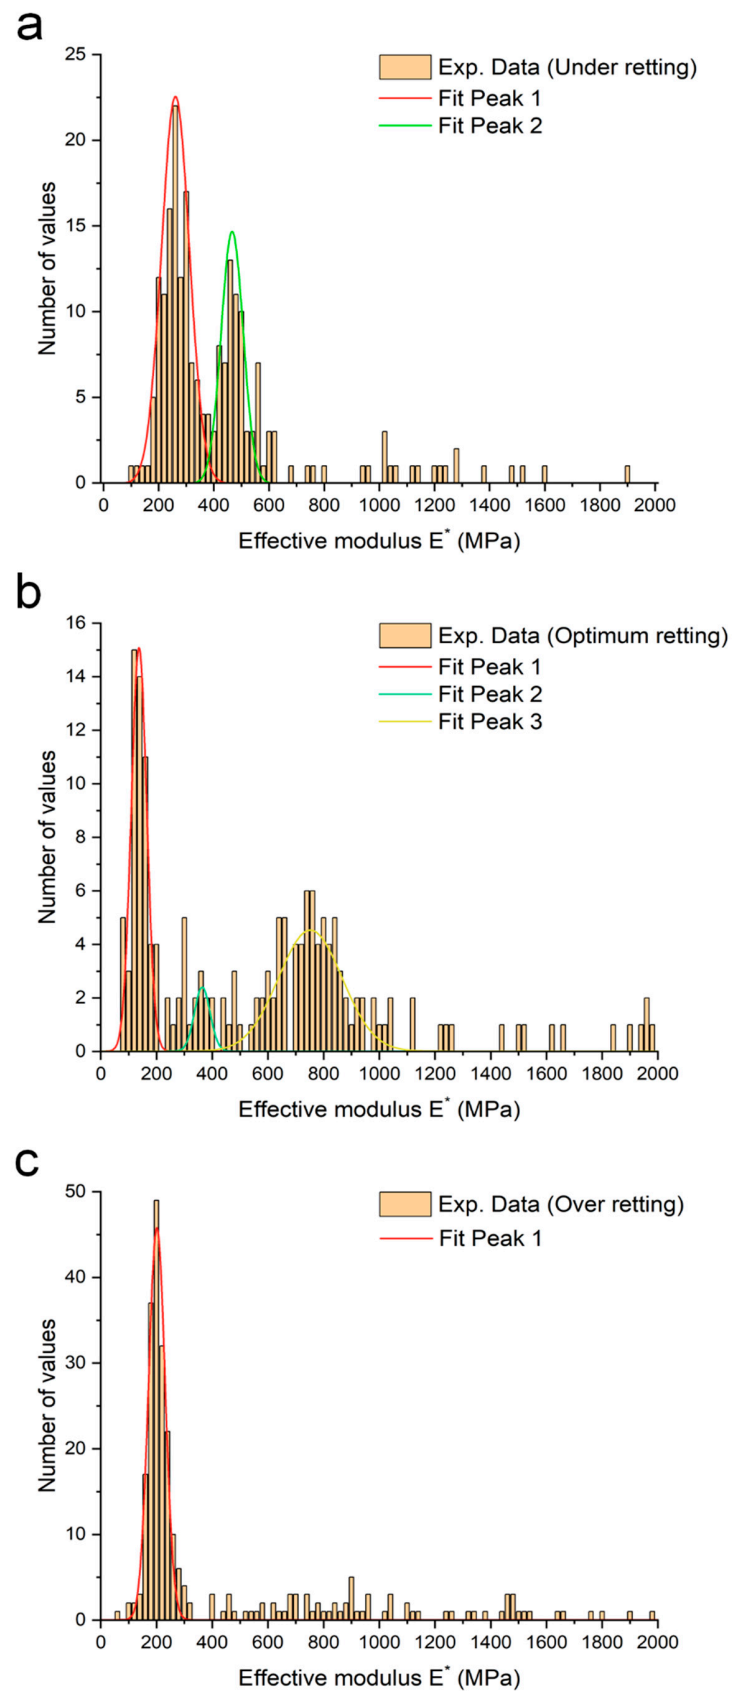 a
25
20
15
10
5
0
Number of values
Exp. Data (Under retting)
Fit Peak 1
Fit Peak 2
0 200 400 600 800 1000 1200 1400 1600 1800 2000
Effective modulus E* (MPa)
b
16
14
12
10
8
6
4
2
0
Number of values
Exp. Data (Optimum retting)
Fit Peak 1
Fit Peak 2
Fit Peak 3
0 200 400 600 800 1000 1200 1400 1600 1800 2000
Effective modulus E* (MPa)
c
50
40
30
20
10
0
Number of values
Exp. Data (Over retting)
Fit Peak 1
0 200 400 600 800 1000 1200 1400 1600 1800 2000
Effective modulus E* (MPa)